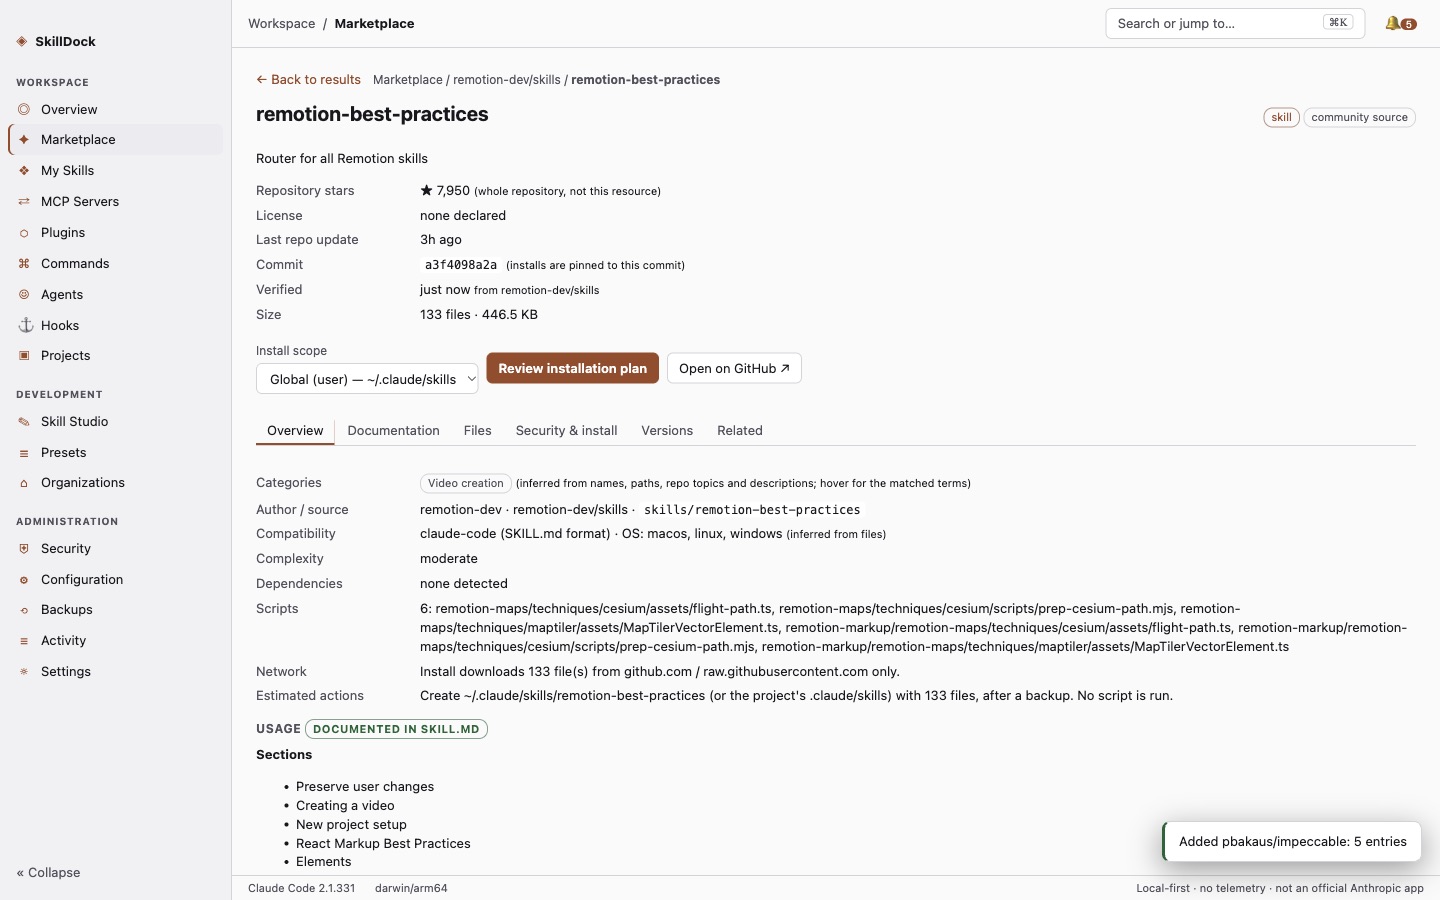 SkillDock
WORKSPACE
Overview
Marketplace
My Skills
MCP Servers
Plugins
Commands
Agents
Hooks
Projects
DEVELOPMENT
Skill Studio
Presets
Organizations
ADMINISTRATION
Security
Configuration
Backups
Activity
Settings
« Collapse
Workspace / Marketplace
Search or jump to… ⌘K
5
← Back to results Marketplace / remotion-dev/skills / remotion-best-practices
remotion-best-practices
skill community source
Router for all Remotion skills
Repository stars ★ 7,950 (whole repository, not this resource)
License none declared
Last repo update 3h ago
Commit a3f4098a2a (installs are pinned to this commit)
Verified just now from remotion-dev/skills
Size 133 files · 446.5 KB
Install scope
Global (user) — ~/.claude/skills Review installation plan Open on GitHub ↗
Overview Documentation Files Security & install Versions Related
Categories Video creation (inferred from names, paths, repo topics and descriptions; hover for the matched terms)
Author / source remotion-dev · remotion-dev/skills · skills/remotion-best-practices
Compatibility claude-code (SKILL.md format) · OS: macos, linux, windows (inferred from files)
Complexity moderate
Dependencies none detected
Scripts 6: remotion-maps/techniques/cesium/assets/flight-path.ts, remotion-maps/techniques/cesium/scripts/prep-cesium-path.mjs, remotion-
maps/techniques/maptiler/assets/MapTilerVectorElement.ts, remotion-markup/remotion-maps/techniques/cesium/assets/flight-path.ts, remotion-markup/remotion-
maps/techniques/cesium/scripts/prep-cesium-path.mjs, remotion-markup/remotion-maps/techniques/maptiler/assets/MapTilerVectorElement.ts
Network Install downloads 133 file(s) from github.com / raw.githubusercontent.com only.
Estimated actions Create ~/.claude/skills/remotion-best-practices (or the project's .claude/skills) with 133 files, after a backup. No script is run.
USAGE DOCUMENTED IN SKILL.MD
Sections
• Preserve user changes
• Creating a video
• New project setup
• React Markup Best Practices
• Elements
Added pbakaus/impeccable: 5 entries
Claude Code 2.1.331 darwin/arm64
Local-first · no telemetry · not an official Anthropic app